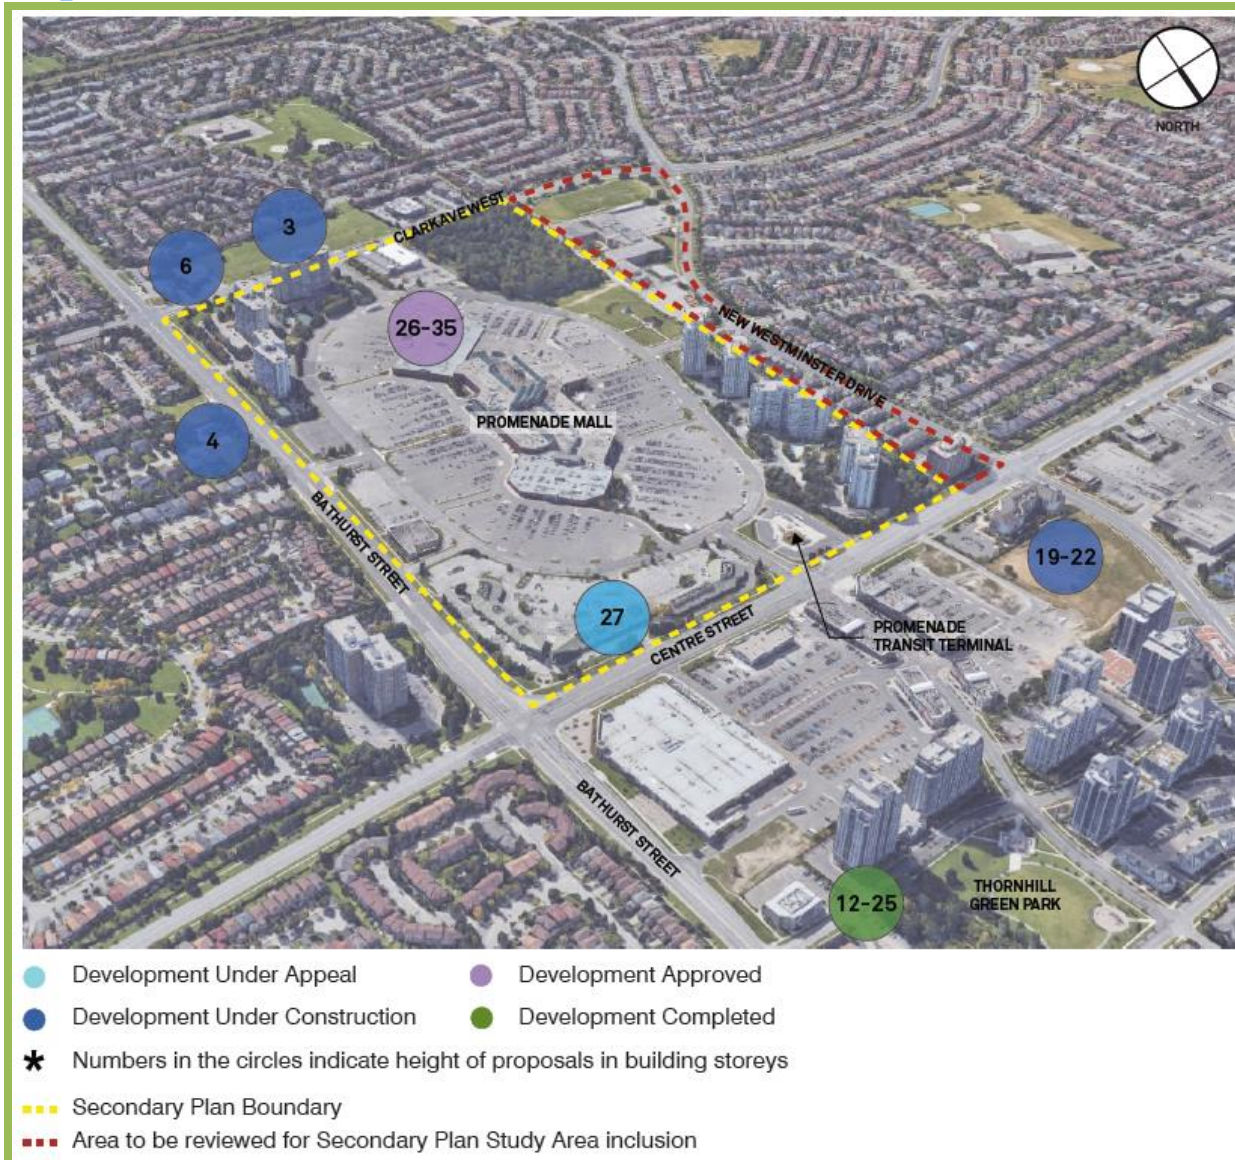 NORTH
3
CLARK AVE WEST
6
26-35
NEW WESTMINSTER DRIVE
PROMENADE MALL
4
BATHURST STREET
19-22
27
CENTRE STREET
PROMENADE
TRANSIT TERMINAL
BATHURST STREET
12-25
THORNHILL
GREEN PARK
Development Under Appeal
Development Approved
Development Under Construction
Development Completed
* Numbers in the circles indicate height of proposals in building storeys
Secondary Plan Boundary
Area to be reviewed for Secondary Plan Study Area inclusion